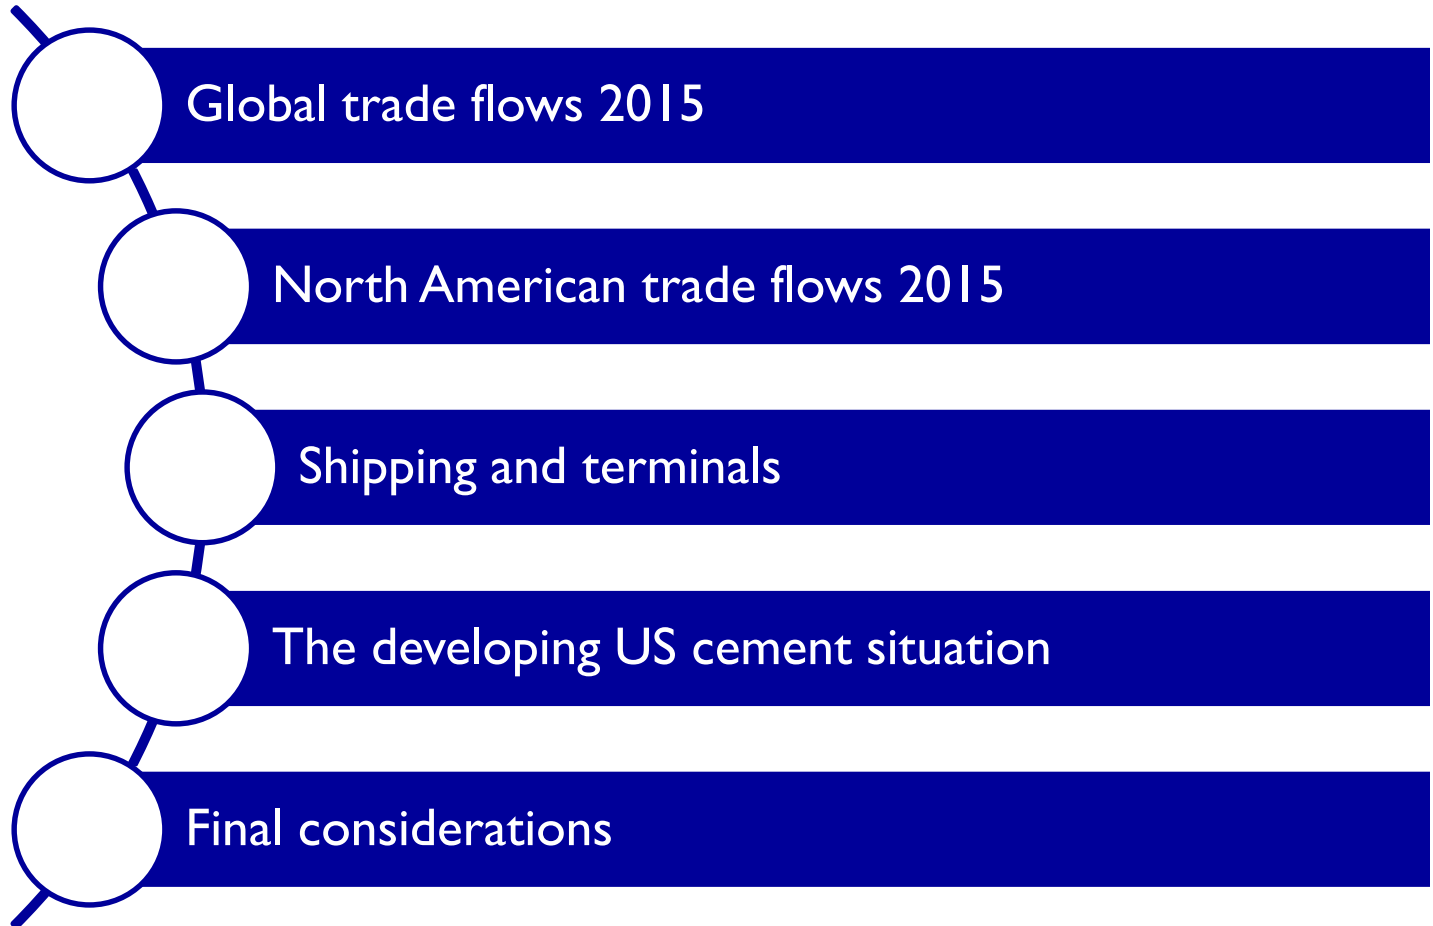 Global trade flows 2015
North American trade flows 2015
Shipping and terminals
The developing US cement situation
Final considerations